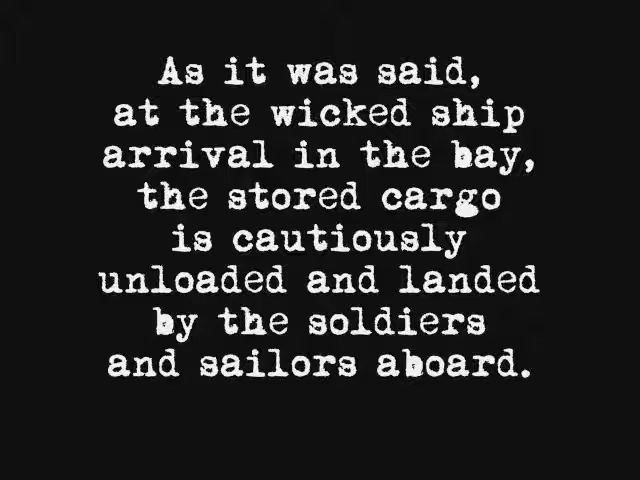 As it was said,
at the wicked ship
arrival in the bay,
the stored cargo
is cautiously
unloaded and landed
by the soldiers
and sailors aboard.